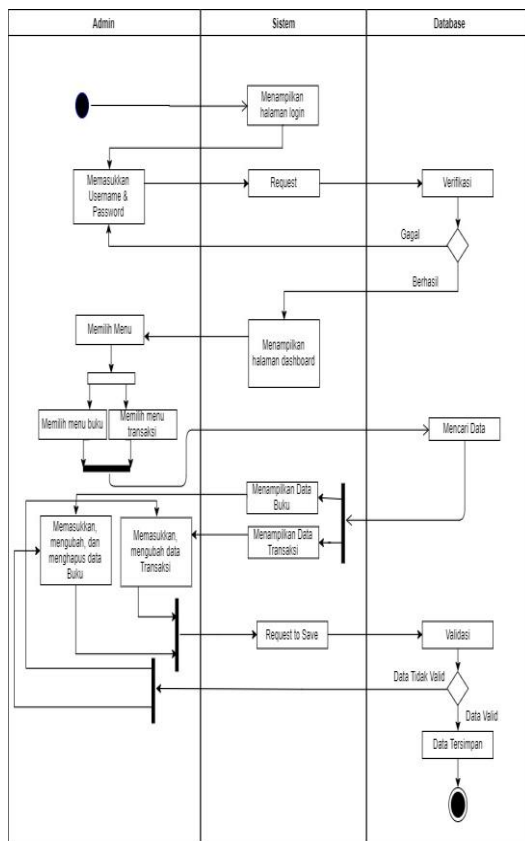 Admin
Sistem
Database
Menampilkan
halaman login
Memasukkan
Username &
Password
Request
Verifikasi
Gagal
Berhasil
Memilih Menu
Menampilkan
halaman dashboard
Memilih menu buku
Memilih menu
transaksi
Mencari Data
Menampilkan Data
Buku
Menampilkan Data
Transaksi
Memasukkan,
mengubah, dan
menghapus data
Buku
Memasukkan,
mengubah data
Transaksi
Request to Save
Validasi
Data Tidak Valid
Data Valid
Data Tersimpan